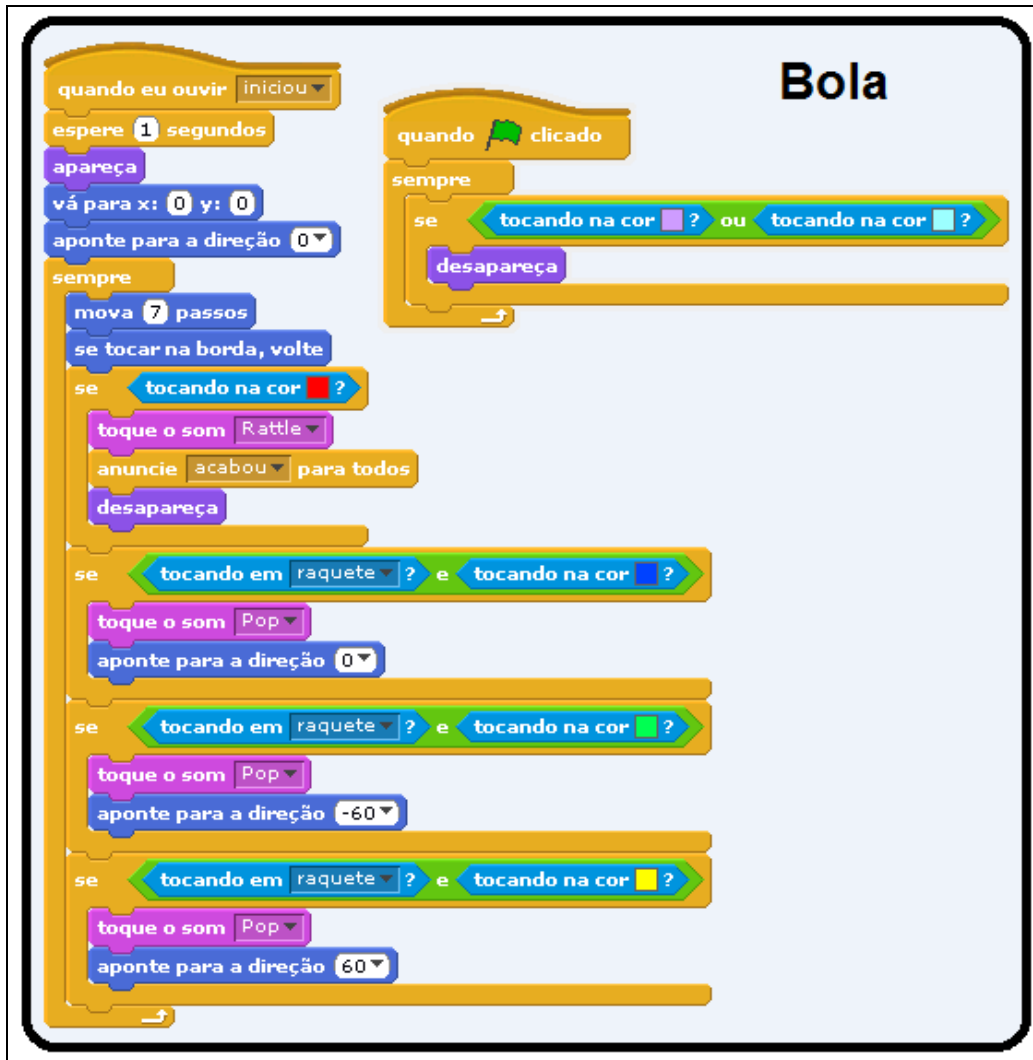 Bola
quando eu ouvir iniciou
espere 1 segundos
apareça
vá para x: 0 y: 0
aponte para a direção 0
sempre
mova 7 passos
se tocar na borda, volte
se tocando na cor ?
toque o som Rattle
anuncie acabou para todos
desapareça
se tocando em raquete ? e tocando na cor ?
toque o som Pop
aponte para a direção 0
se tocando em raquete ? e tocando na cor ?
toque o som Pop
aponte para a direção -60
se tocando em raquete ? e tocando na cor ?
toque o som Pop
aponte para a direção 60
quando clicado
sempre
se tocando na cor ? ou tocando na cor ?
desapareça